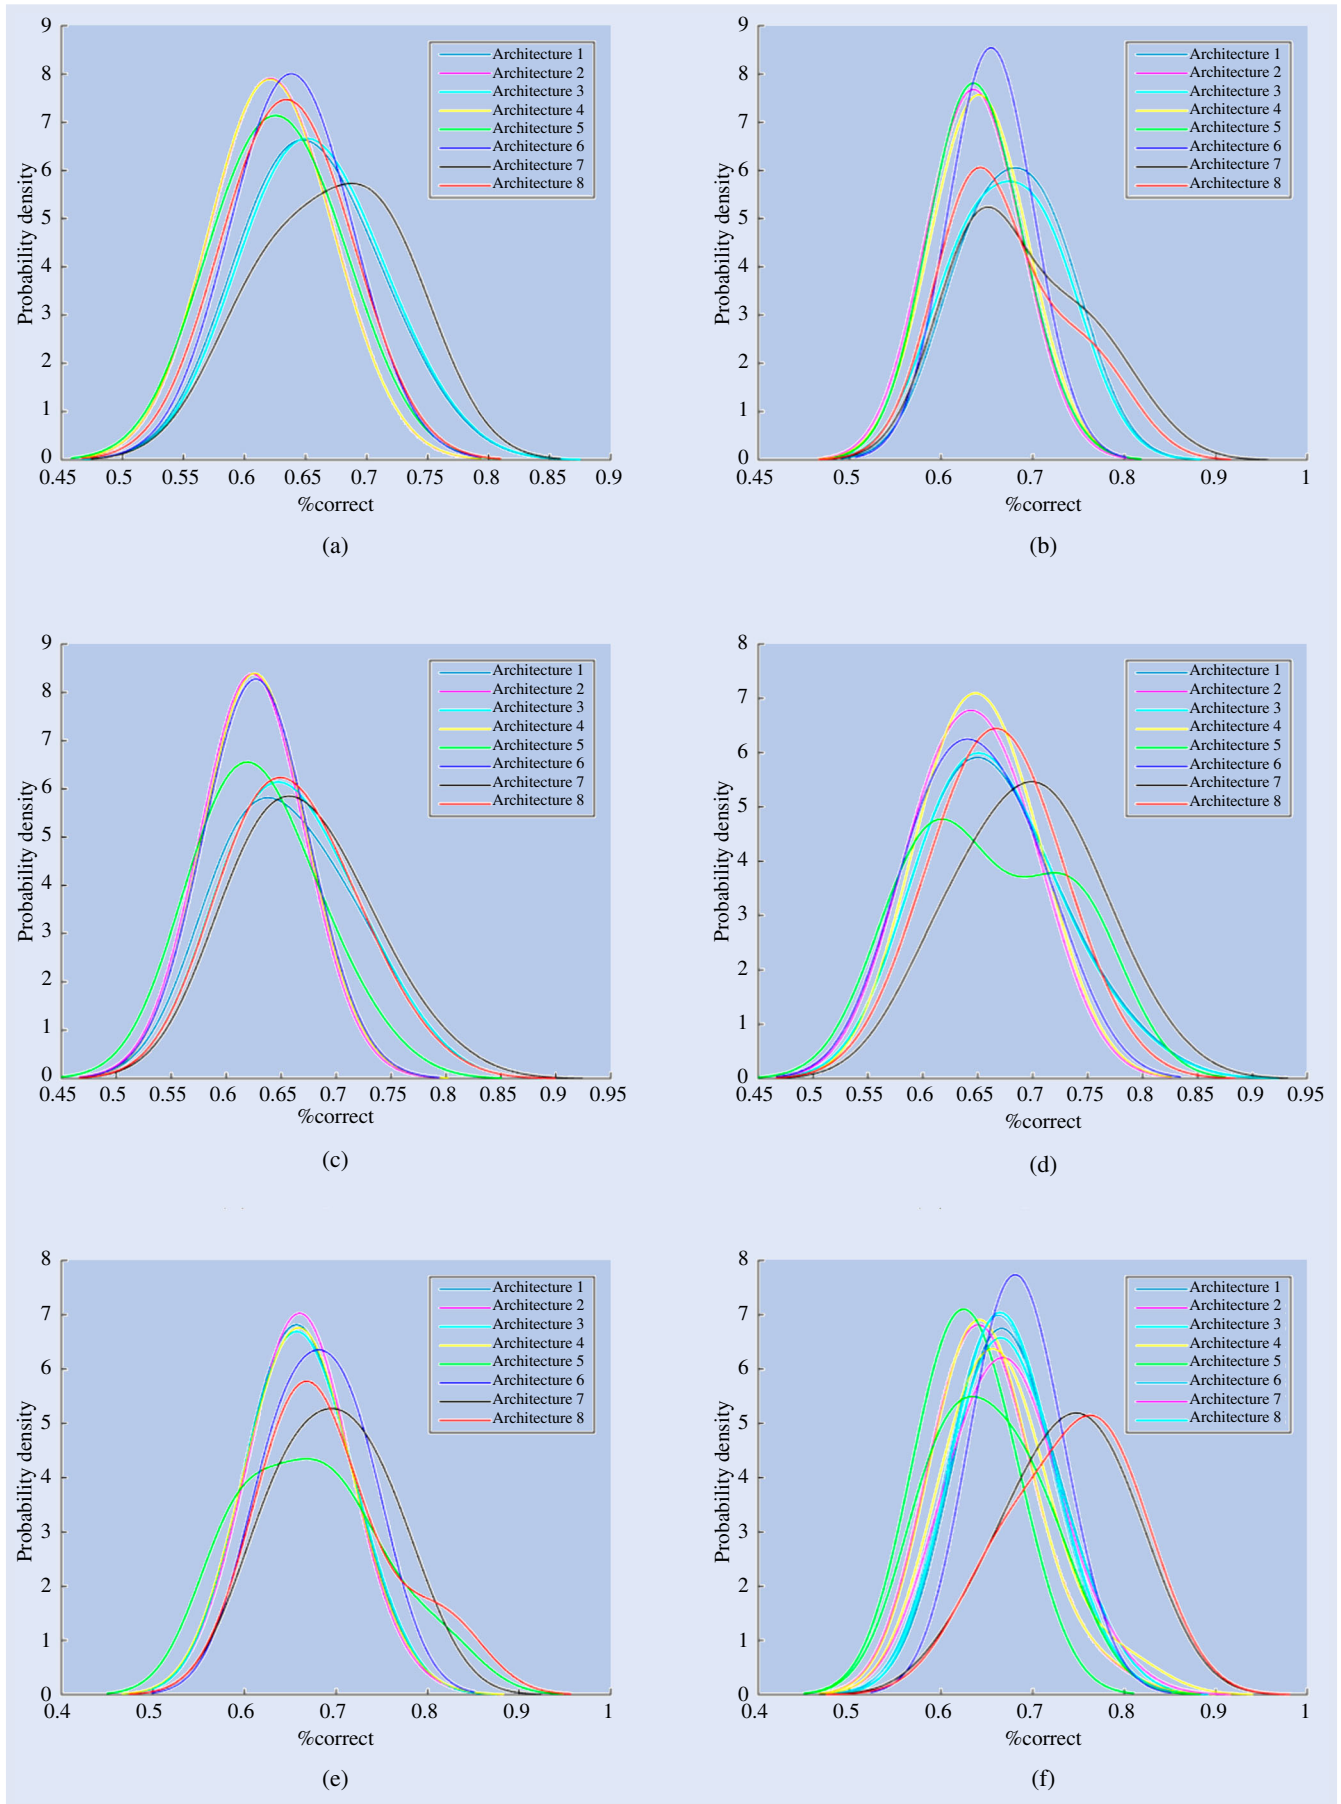 9
8
7
6
5
4
3
2
1
0
Probability density
Architecture 1
Architecture 2
Architecture 3
Architecture 4
Architecture 5
Architecture 6
Architecture 7
Architecture 8
0.45 0.5 0.55 0.6 0.65 0.7 0.75 0.8 0.85 0.9
%correct
(a)
9
8
7
6
5
4
3
2
1
0
Probability density
Architecture 1
Architecture 2
Architecture 3
Architecture 4
Architecture 5
Architecture 6
Architecture 7
Architecture 8
0.45 0.5 0.6 0.7 0.8 0.9 1
%correct
(b)
9
8
7
6
5
4
3
2
1
0
Probability density
Architecture 1
Architecture 2
Architecture 3
Architecture 4
Architecture 5
Architecture 6
Architecture 7
Architecture 8
0.45 0.5 0.55 0.6 0.65 0.7 0.75 0.8 0.85 0.9 0.95
%correct
(c)
8
7
6
5
4
3
2
1
0
Probability density
Architecture 1
Architecture 2
Architecture 3
Architecture 4
Architecture 5
Architecture 6
Architecture 7
Architecture 8
0.45 0.5 0.55 0.6 0.65 0.7 0.75 0.8 0.85 0.9 0.95
%correct
(d)
8
7
6
5
4
3
2
1
0
Probability density
Architecture 1
Architecture 2
Architecture 3
Architecture 4
Architecture 5
Architecture 6
Architecture 7
Architecture 8
0.4 0.5 0.6 0.7 0.8 0.9 1
%correct
(e)
8
7
6
5
4
3
2
1
0
Probability density
Architecture 1
Architecture 2
Architecture 3
Architecture 4
Architecture 5
Architecture 6
Architecture 7
Architecture 8
0.4 0.5 0.6 0.7 0.8 0.9 1
%correct
(f)